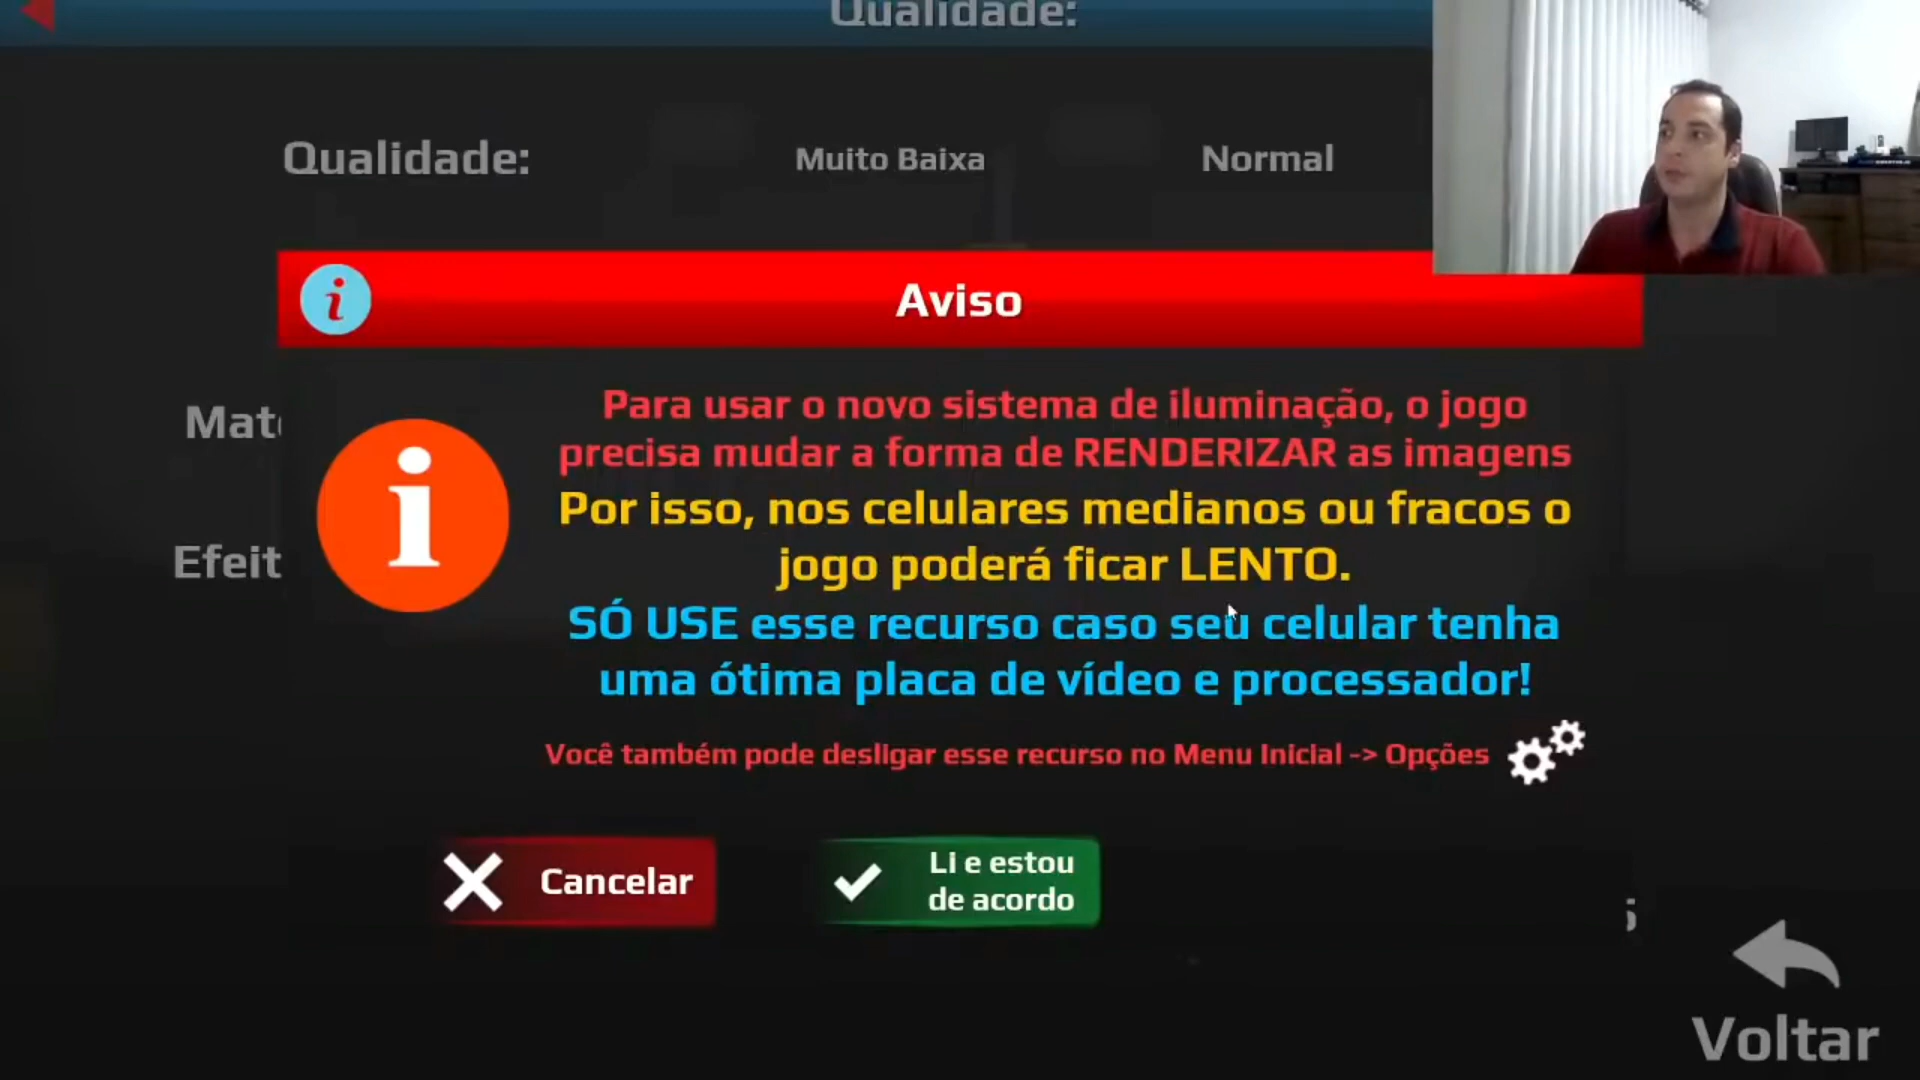 Qualidade:
Qualidade:
Muito Baixa
Normal
Aviso
Para usar o novo sistema de iluminação, o jogo
precisa mudar a forma de RENDERIZAR as imagens
Por isso, nos celulares medianos ou fracos o
jogo poderá ficar LENTO.
SÓ USE esse recurso caso seu celular tenha
uma ótima placa de vídeo e processador!
Você também pode desligar esse recurso no Menu Inicial -> Opções
Cancelar
Li e estou
de acordo
Voltar